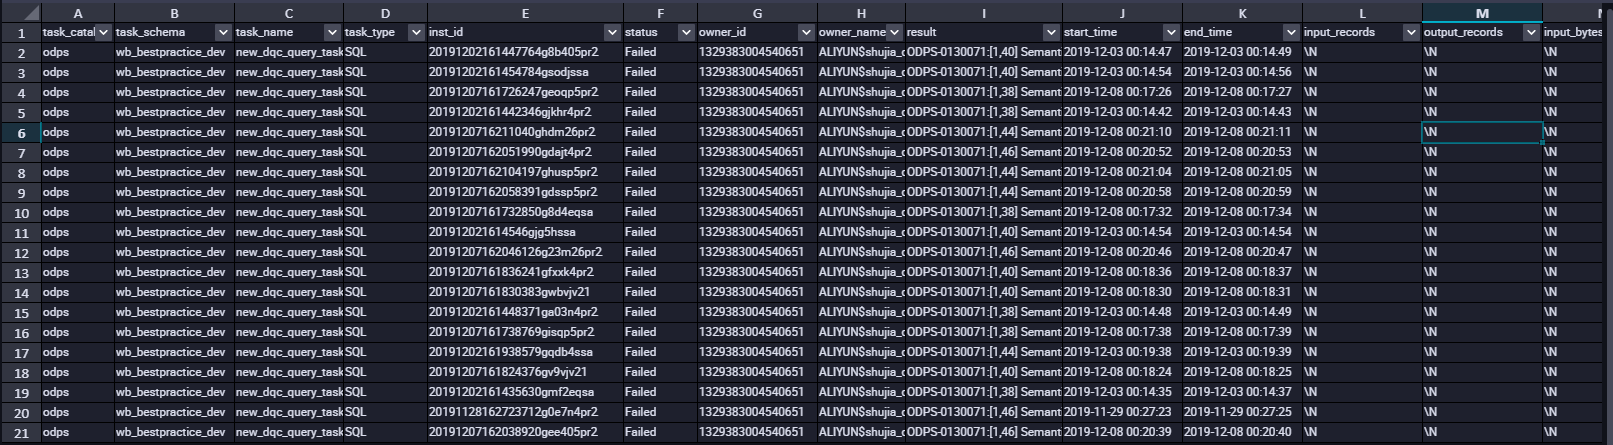 A B C D E F G H I J K L M
1 task_catal task_schema task_name task_type inst_id status owner_id owner_name result start_time end_time input_records output_records input_bytes
2 odps wb_bestpractice_dev new_dqc_query_task SQL 20191202161447764g8b405pr2 Failed 1329383004540651 ALIYUN$shujia_c ODPS-0130071:[1,40] Semant 2019-12-03 00:14:47 2019-12-03 00:14:49 \N \N \N
3 odps wb_bestpractice_dev new_dqc_query_task SQL 20191202161454784gsodjssa Failed 1329383004540651 ALIYUN$shujia_c ODPS-0130071:[1,40] Semant 2019-12-03 00:14:54 2019-12-03 00:14:56 \N \N \N
4 odps wb_bestpractice_dev new_dqc_query_task SQL 20191207161726247geoqp5pr2 Failed 1329383004540651 ALIYUN$shujia_c ODPS-0130071:[1,38] Semant 2019-12-08 00:17:26 2019-12-08 00:17:27 \N \N \N
5 odps wb_bestpractice_dev new_dqc_query_task SQL 20191202161442346gjkhr4pr2 Failed 1329383004540651 ALIYUN$shujia_c ODPS-0130071:[1,38] Semant 2019-12-03 00:14:42 2019-12-03 00:14:43 \N \N \N
6 odps wb_bestpractice_dev new_dqc_query_task SQL 2019120716211040ghdm26pr2 Failed 1329383004540651 ALIYUN$shujia_c ODPS-0130071:[1,44] Semant 2019-12-08 00:21:10 2019-12-08 00:21:11 \N \N \N
7 odps wb_bestpractice_dev new_dqc_query_task SQL 20191207162051990gdajt4pr2 Failed 1329383004540651 ALIYUN$shujia_c ODPS-0130071:[1,46] Semant 2019-12-08 00:20:52 2019-12-08 00:20:53 \N \N \N
8 odps wb_bestpractice_dev new_dqc_query_task SQL 20191207162104197ghusp5pr2 Failed 1329383004540651 ALIYUN$shujia_c ODPS-0130071:[1,44] Semant 2019-12-08 00:21:04 2019-12-08 00:21:05 \N \N \N
9 odps wb_bestpractice_dev new_dqc_query_task SQL 20191207162058391gdssp5pr2 Failed 1329383004540651 ALIYUN$shujia_c ODPS-0130071:[1,44] Semant 2019-12-08 00:20:58 2019-12-08 00:20:59 \N \N \N
10 odps wb_bestpractice_dev new_dqc_query_task SQL 20191207161732850g8d4eqsa Failed 1329383004540651 ALIYUN$shujia_c ODPS-0130071:[1,38] Semant 2019-12-08 00:17:32 2019-12-08 00:17:34 \N \N \N
11 odps wb_bestpractice_dev new_dqc_query_task SQL 20191202161454​6gjg5hssa Failed 1329383004540651 ALIYUN$shujia_c ODPS-0130071:[1,40] Semant 2019-12-03 00:14:54 2019-12-03 00:14:54 \N \N \N
12 odps wb_bestpractice_dev new_dqc_query_task SQL 20191207162046126g23m26pr2 Failed 1329383004540651 ALIYUN$shujia_c ODPS-0130071:[1,46] Semant 2019-12-08 00:20:46 2019-12-08 00:20:47 \N \N \N
13 odps wb_bestpractice_dev new_dqc_query_task SQL 20191207161836241gfxxk4pr2 Failed 1329383004540651 ALIYUN$shujia_c ODPS-0130071:[1,40] Semant 2019-12-08 00:18:36 2019-12-08 00:18:37 \N \N \N
14 odps wb_bestpractice_dev new_dqc_query_task SQL 20191207161830383gwbvjv21 Failed 1329383004540651 ALIYUN$shujia_c ODPS-0130071:[1,40] Semant 2019-12-08 00:18:30 2019-12-08 00:18:31 \N \N \N
15 odps wb_bestpractice_dev new_dqc_query_task SQL 20191202161448371ga03n4pr2 Failed 1329383004540651 ALIYUN$shujia_c ODPS-0130071:[1,38] Semant 2019-12-03 00:14:48 2019-12-03 00:14:49 \N \N \N
16 odps wb_bestpractice_dev new_dqc_query_task SQL 20191207161738769gisqp5pr2 Failed 1329383004540651 ALIYUN$shujia_c ODPS-0130071:[1,38] Semant 2019-12-08 00:17:38 2019-12-08 00:17:39 \N \N \N
17 odps wb_bestpractice_dev new_dqc_query_task SQL 20191202161938579gqdb4ssa Failed 1329383004540651 ALIYUN$shujia_c ODPS-0130071:[1,44] Semant 2019-12-03 00:19:38 2019-12-03 00:19:39 \N \N \N
18 odps wb_bestpractice_dev new_dqc_query_task SQL 20191207161824376gv9vjv21 Failed 1329383004540651 ALIYUN$shujia_c ODPS-0130071:[1,40] Semant 2019-12-08 00:18:24 2019-12-08 00:18:25 \N \N \N
19 odps wb_bestpractice_dev new_dqc_query_task SQL 20191202161435630gmf2eqsa Failed 1329383004540651 ALIYUN$shujia_c ODPS-0130071:[1,38] Semant 2019-12-03 00:14:35 2019-12-03 00:14:37 \N \N \N
20 odps wb_bestpractice_dev new_dqc_query_task SQL 20191128162723712g0e7n4pr2 Failed 1329383004540651 ALIYUN$shujia_c ODPS-0130071:[1,46] Semant 2019-11-29 00:27:23 2019-11-29 00:27:25 \N \N \N
21 odps wb_bestpractice_dev new_dqc_query_task SQL 20191207162038920gee405pr2 Failed 1329383004540651 ALIYUN$shujia_c ODPS-0130071:[1,46] Semant 2019-12-08 00:20:39 2019-12-08 00:20:40 \N \N \N